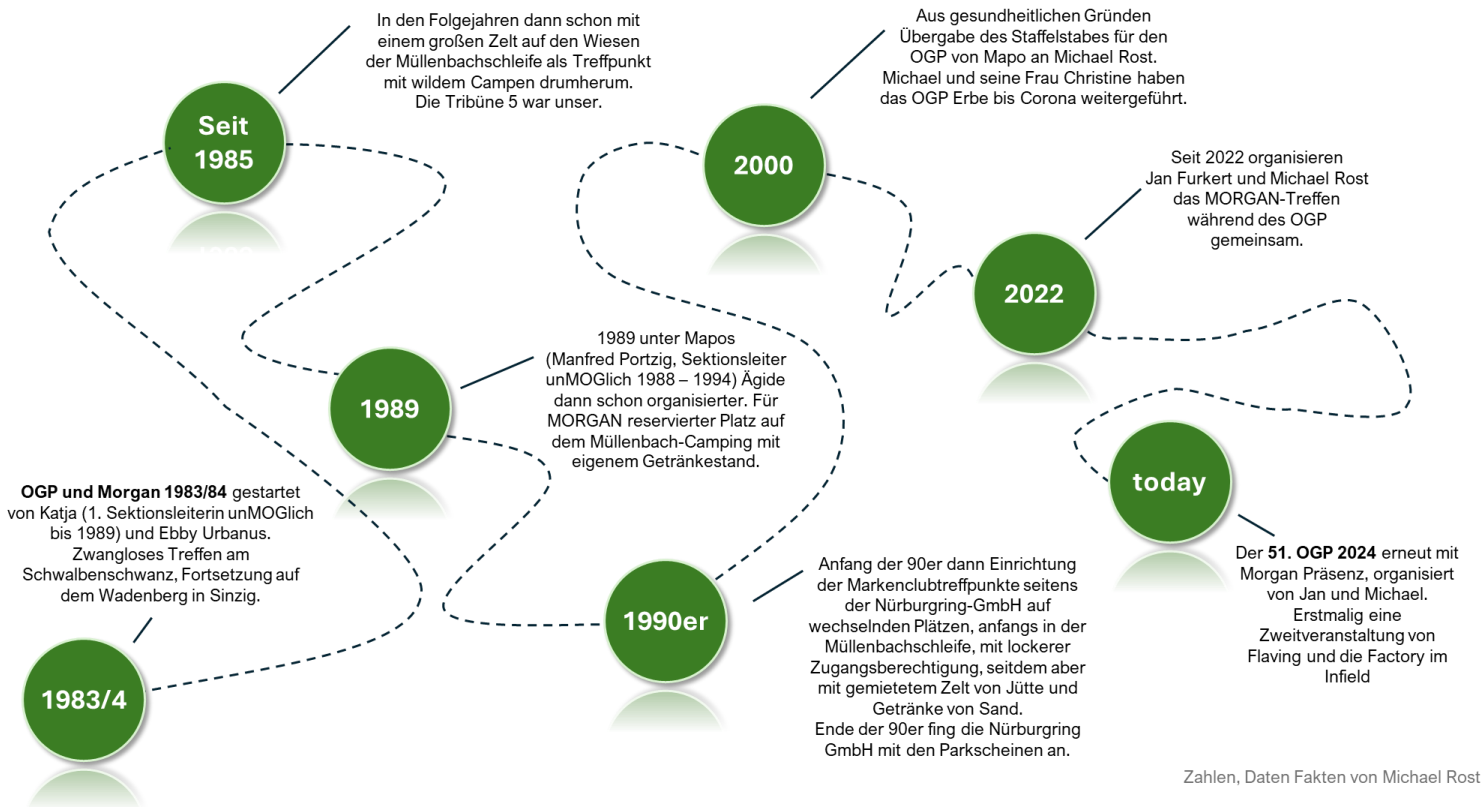 OGP und Morgan 1983/84 gestartet
von Katja (1. Sektionsleiterin unMOGlich
bis 1989) und Ebby Urbanus.
Zwangloses Treffen am
Schwalbenschwanz, Fortsetzung auf
dem Wadenberg in Sinzig.
1983/4
In den Folgejahren dann schon mit
einem großen Zelt auf den Wiesen
der Müllenbachschleife als Treffpunkt
mit wildem Campen drumherum.
Die Tribüne 5 war unser.
Seit
1985
1989 unter Mapos
(Manfred Portzig, Sektionsleiter
unMOGlich 1988 – 1994) Ägide
dann schon organisierter. Für
MORGAN reservierter Platz auf
dem Müllenbach-Camping mit
eigenem Getränkestand.
1989
Anfang der 90er dann Einrichtung
der Markenclubtreffpunkte seitens
der Nürburgring-GmbH auf
wechselnden Plätzen, anfangs in der
Müllenbachschleife, mit lockerer
Zugangsberechtigung, seitdem aber
mit gemietetem Zelt von Jütte und
Getränke von Sand.
Ende der 90er fing die Nürburgring
GmbH mit den Parkscheinen an.
1990er
Aus gesundheitlichen Gründen
Übergabe des Staffelstabes für den
OGP von Mapo an Michael Rost.
Michael und seine Frau Christine haben
das OGP Erbe bis Corona weitergeführt.
2000
Seit 2022 organisieren
Jan Furkert und Michael Rost
das MORGAN-Treffen
während des OGP
gemeinsam.
2022
today
Der 51. OGP 2024 erneut mit
Morgan Präsenz, organisiert
von Jan und Michael.
Erstmalig eine
Zweitveranstaltung von
Flaving und die Factory im
Infield
Zahlen, Daten Fakten von Michael Rost